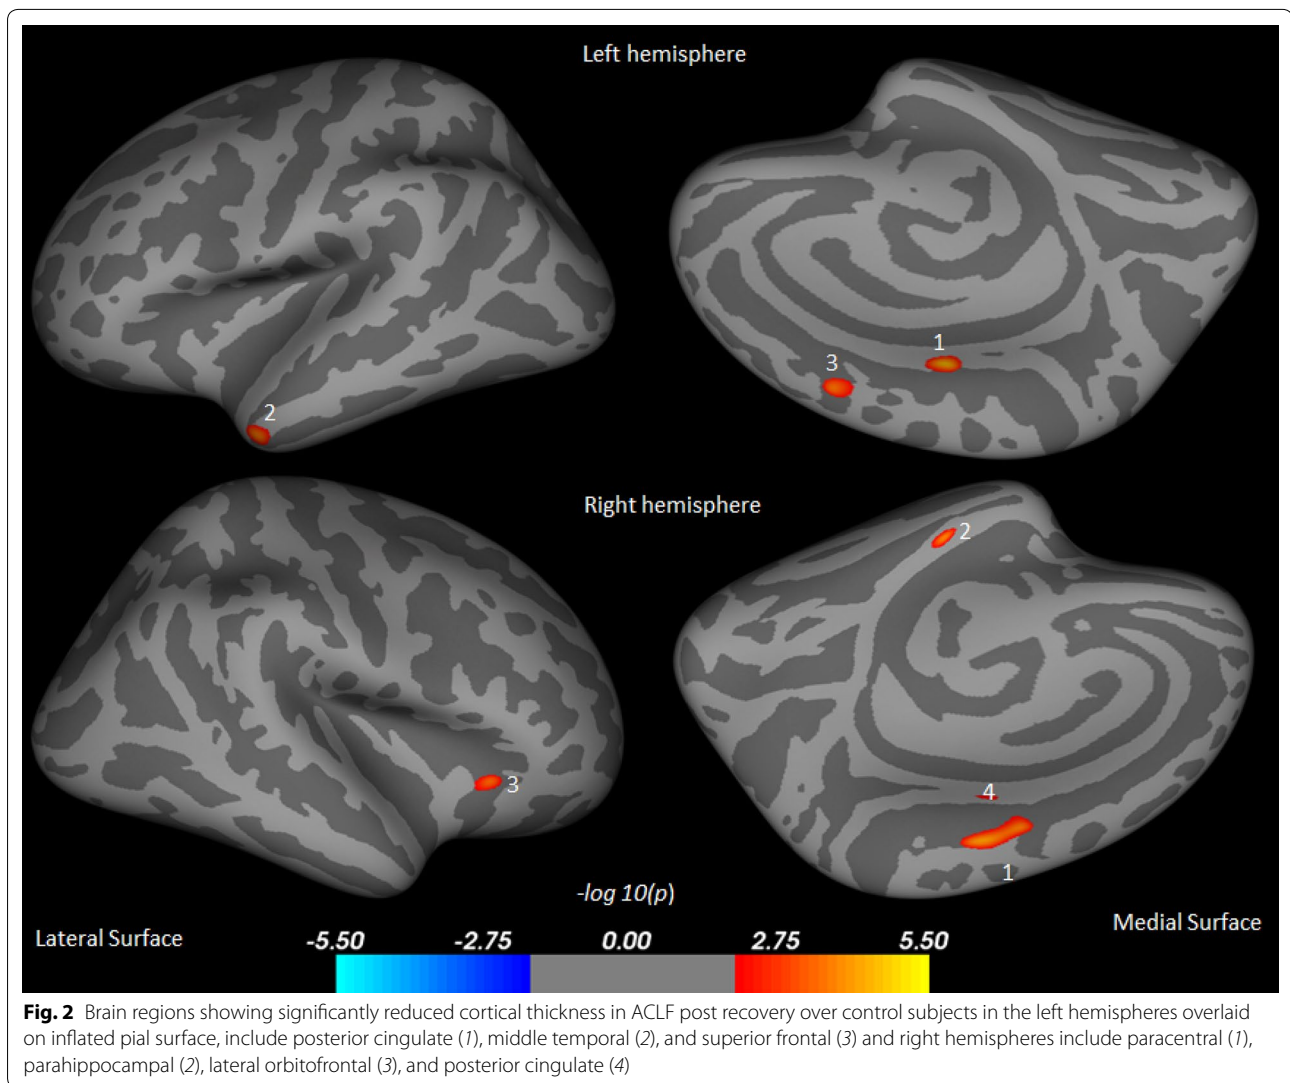 Left hemisphere
1
3
2
Right hemisphere
2
3
4
1
-log 10(p)
Lateral Surface
Medial Surface
-5.50 -2.75 0.00 2.75 5.50
Fig. 2 Brain regions showing significantly reduced cortical thickness in ACLF post recovery over control subjects in the left hemispheres overlaid
on inflated pial surface, include posterior cingulate (1), middle temporal (2), and superior frontal (3) and right hemispheres include paracentral (1),
parahippocampal (2), lateral orbitofrontal (3), and posterior cingulate (4)